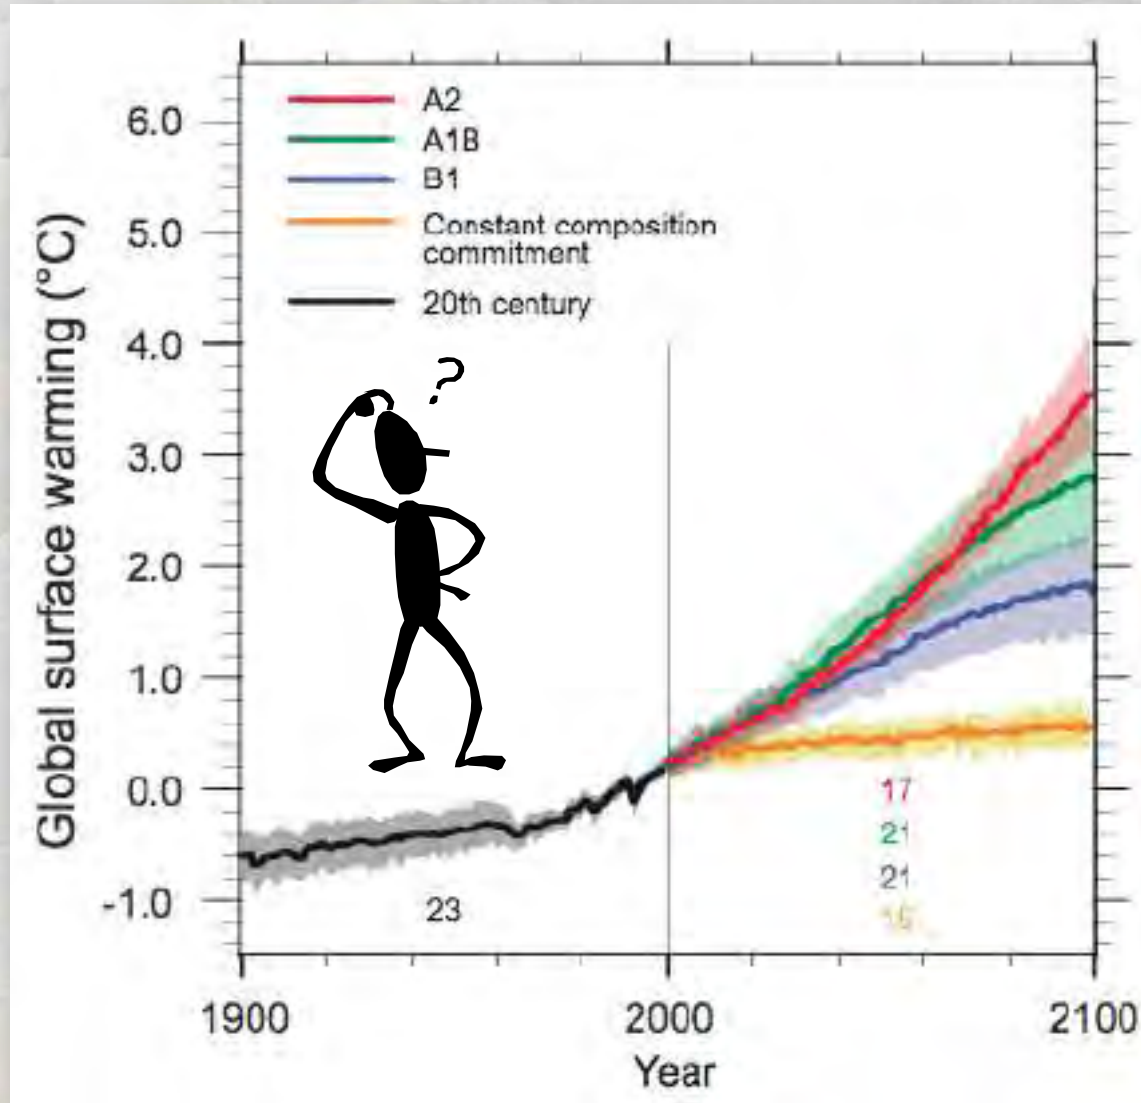 A2
A1B
B1
Constant composition
commitment
20th century
?
Global surface warming (°C)
6.0
5.0
4.0
3.0
2.0
1.0
0.0
-1.0
17
21
21
16
23
1900
2000
2100
Year